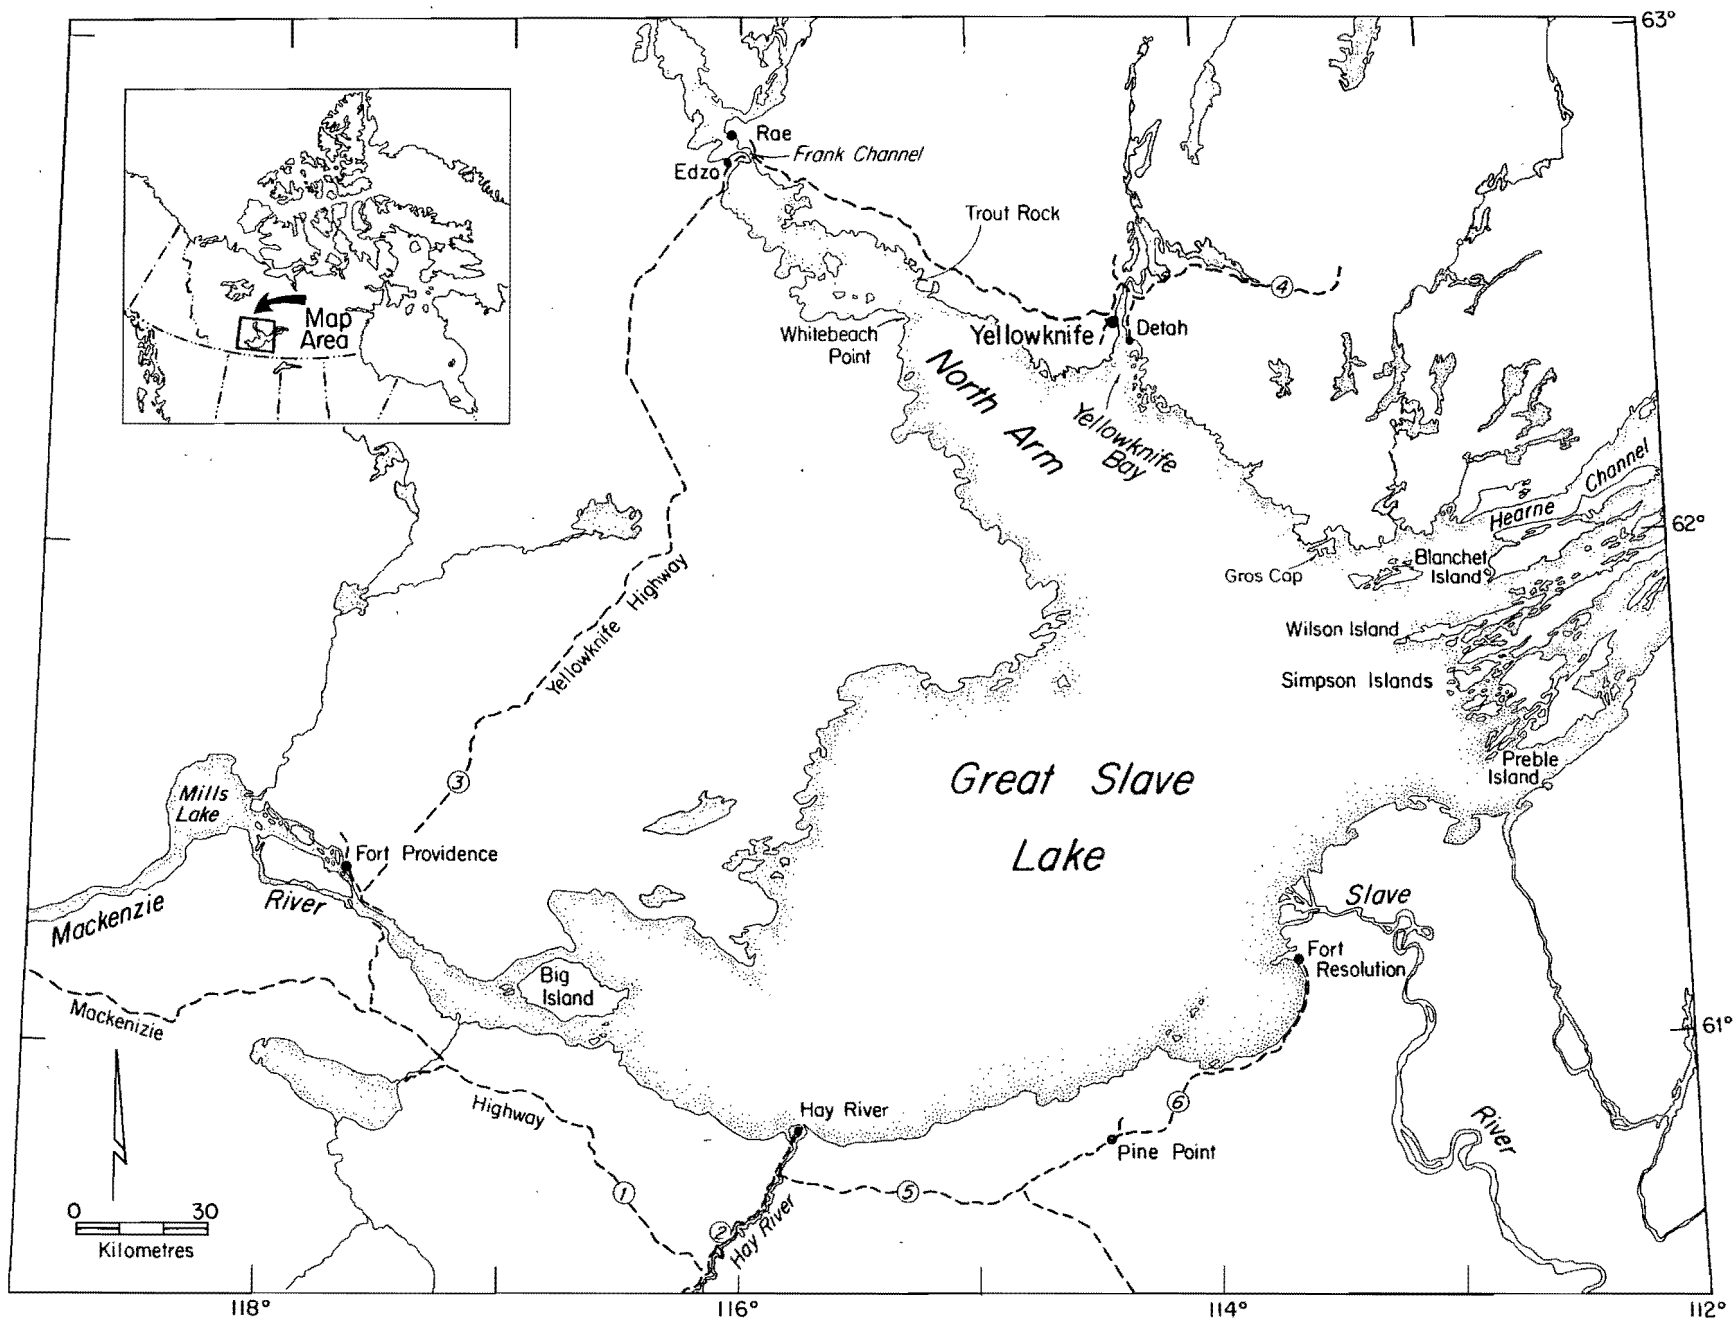 63°
Rae
Frank Channel
Edzo
Trout Rock
Map
Area
4
Whitebeach
Point
Yellowknife
Detah
North Arm
Yellowknife
Bay
Hearne Channel
62°
Blanchet
Island
Gros Cap
Yellowknife Highway
Wilson Island
Simpson Islands
Preble
Island
Great Slave
Lake
3
Mills
Lake
Fort Providence
Mackenzie River
Slave
Fort
Resolution
Big
Island
Mackenizie
61°
Highway
6
Hay River
Pine Point
River
1
5
2
Hay River
0 30
Kilometres
118° 116° 114° 112°